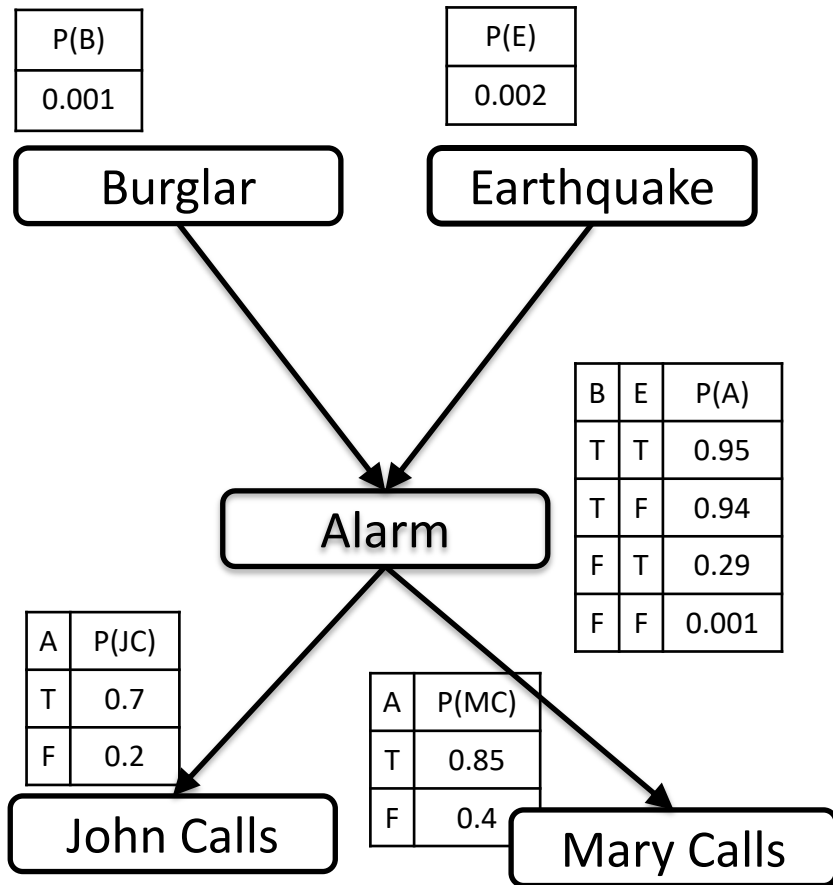 P(B)
0.001
P(E)
0.002
Burglar
Earthquake
B E P(A)
T T 0.95
T F 0.94
F T 0.29
F F 0.001
Alarm
A P(JC)
T 0.7
F 0.2
A P(MC)
T 0.85
F 0.4
John Calls
Mary Calls